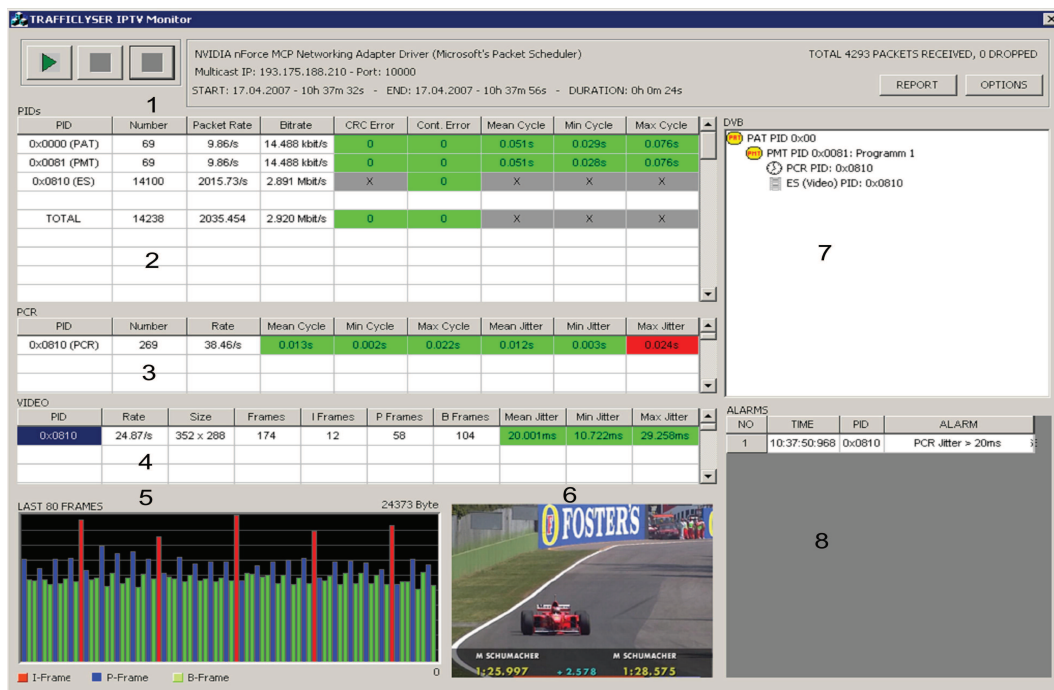 TRAFFICLYSER IPTV Monitor
NVIDIA nForce MCP Networking Adapter Driver (Microsoft's Packet Scheduler)
TOTAL 4293 PACKETS RECEIVED, 0 DROPPED
Multicast IP: 193.175.188.210 - Port: 10000
START: 17.04.2007 - 10h 37m 32s - END: 17.04.2007 - 10h 37m 56s - DURATION: 0h 0m 24s
REPORT OPTIONS
1
PIDs
PID Number Packet Rate Bitrate CRC Error Cont. Error Mean Cycle Min Cycle Max Cycle
0x0000 (PAT) 69 9.86/s 14.488 kbit/s 0 0 0.051s 0.029s 0.076s
0x0081 (PMT) 69 9.86/s 14.488 kbit/s 0 0 0.051s 0.028s 0.076s
0x0810 (ES) 14100 2015.73/s 2.891 Mbit/s X 0 X X X
TOTAL 14238 2035.454 2.920 Mbit/s 0 0 X X X
2
DVB
PAT PAT PID 0x00
PMT PMT PID 0x0081: Programm 1
PCR PID: 0x0810
ES (Video) PID: 0x0810
7
PCR
PID Number Rate Mean Cycle Min Cycle Max Cycle Mean Jitter Min Jitter Max Jitter
0x0810 (PCR) 269 38.46/s 0.013s 0.002s 0.022s 0.012s 0.003s 0.024s
3
VIDEO
PID Rate Size Frames I Frames P Frames B Frames Mean Jitter Min Jitter Max Jitter
0x0810 24.87/s 352 x 288 174 12 58 104 20.001ms 10.722ms 29.258ms
4
ALARMS
NO TIME PID ALARM
1 10:37:50:968 0x0810 PCR Jitter > 20ms
8
5
LAST 80 FRAMES 24373 Byte
0
I-Frame P-Frame B-Frame
6
FOSTER'S
M SCHUMACHER M SCHUMACHER
1:25.997 +2.578 1:28.575